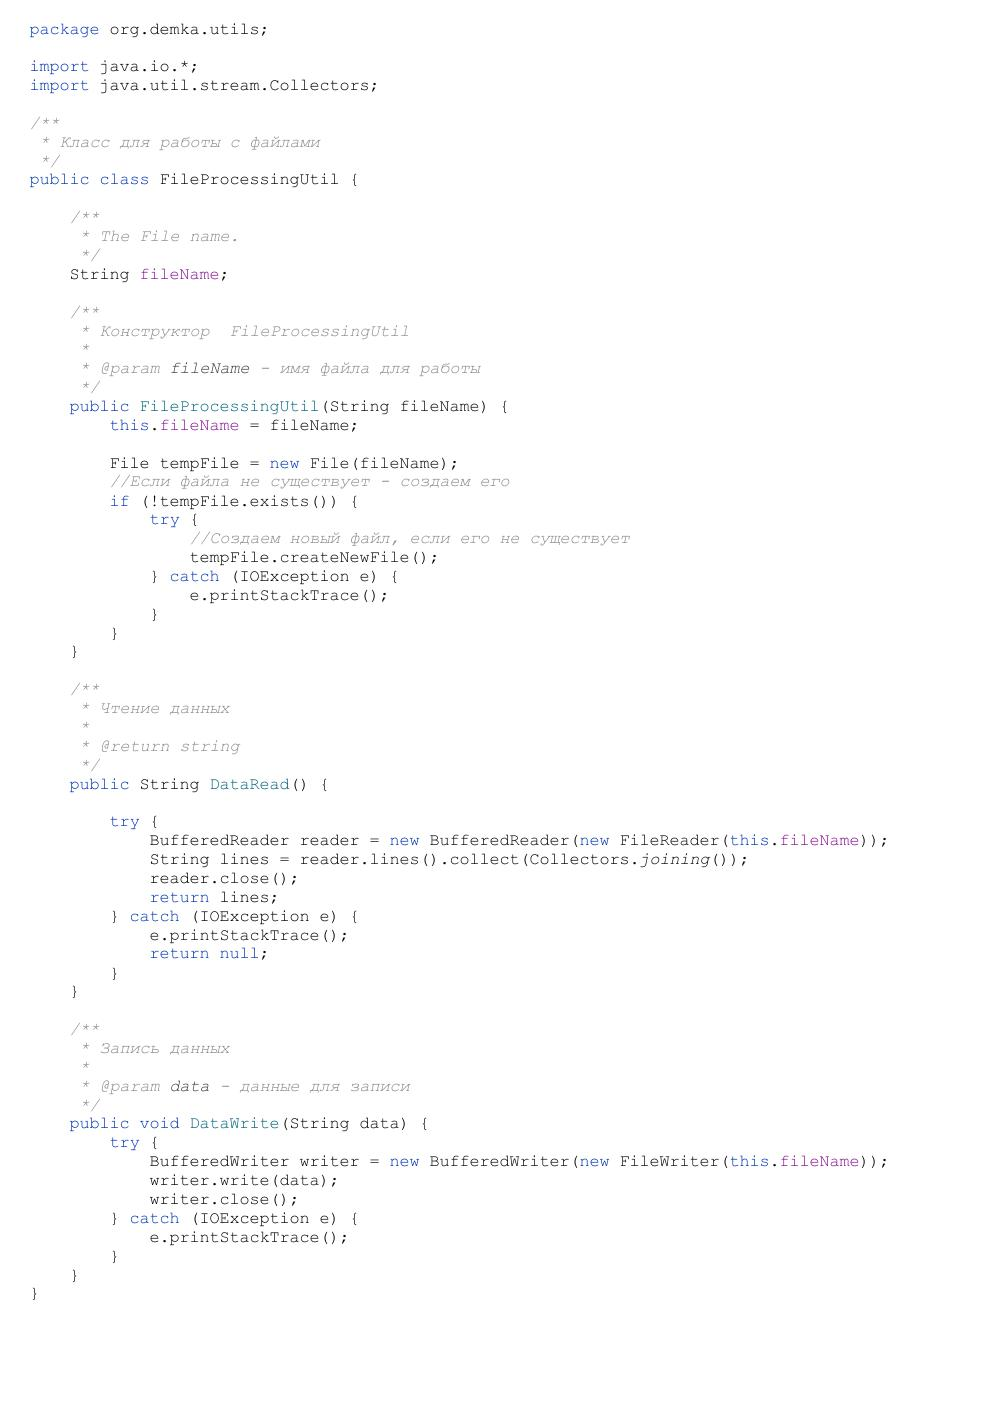 package org.demka.utils;

import java.io.*;
import java.util.stream.Collectors;

/**
 * Класс для работы с файлами
 */
public class FileProcessingUtil {

    /**
     * The File name.
     */
    String fileName;

    /**
     * Конструктор  FileProcessingUtil
     *
     * @param fileName - имя файла для работы
     */
    public FileProcessingUtil(String fileName) {
        this.fileName = fileName;

        File tempFile = new File(fileName);
        //Если файла не существует - создаем его
        if (!tempFile.exists()) {
            try {
                //Создаем новый файл, если его не существует
                tempFile.createNewFile();
            } catch (IOException e) {
                e.printStackTrace();
            }
        }
    }

    /**
     * Чтение данных
     *
     * @return string
     */
    public String DataRead() {

        try {
            BufferedReader reader = new BufferedReader(new FileReader(this.fileName));
            String lines = reader.lines().collect(Collectors.joining());
            reader.close();
            return lines;
        } catch (IOException e) {
            e.printStackTrace();
            return null;
        }
    }

    /**
     * Запись данных
     *
     * @param data - данные для записи
     */
    public void DataWrite(String data) {
        try {
            BufferedWriter writer = new BufferedWriter(new FileWriter(this.fileName));
            writer.write(data);
            writer.close();
        } catch (IOException e) {
            e.printStackTrace();
        }
    }
}